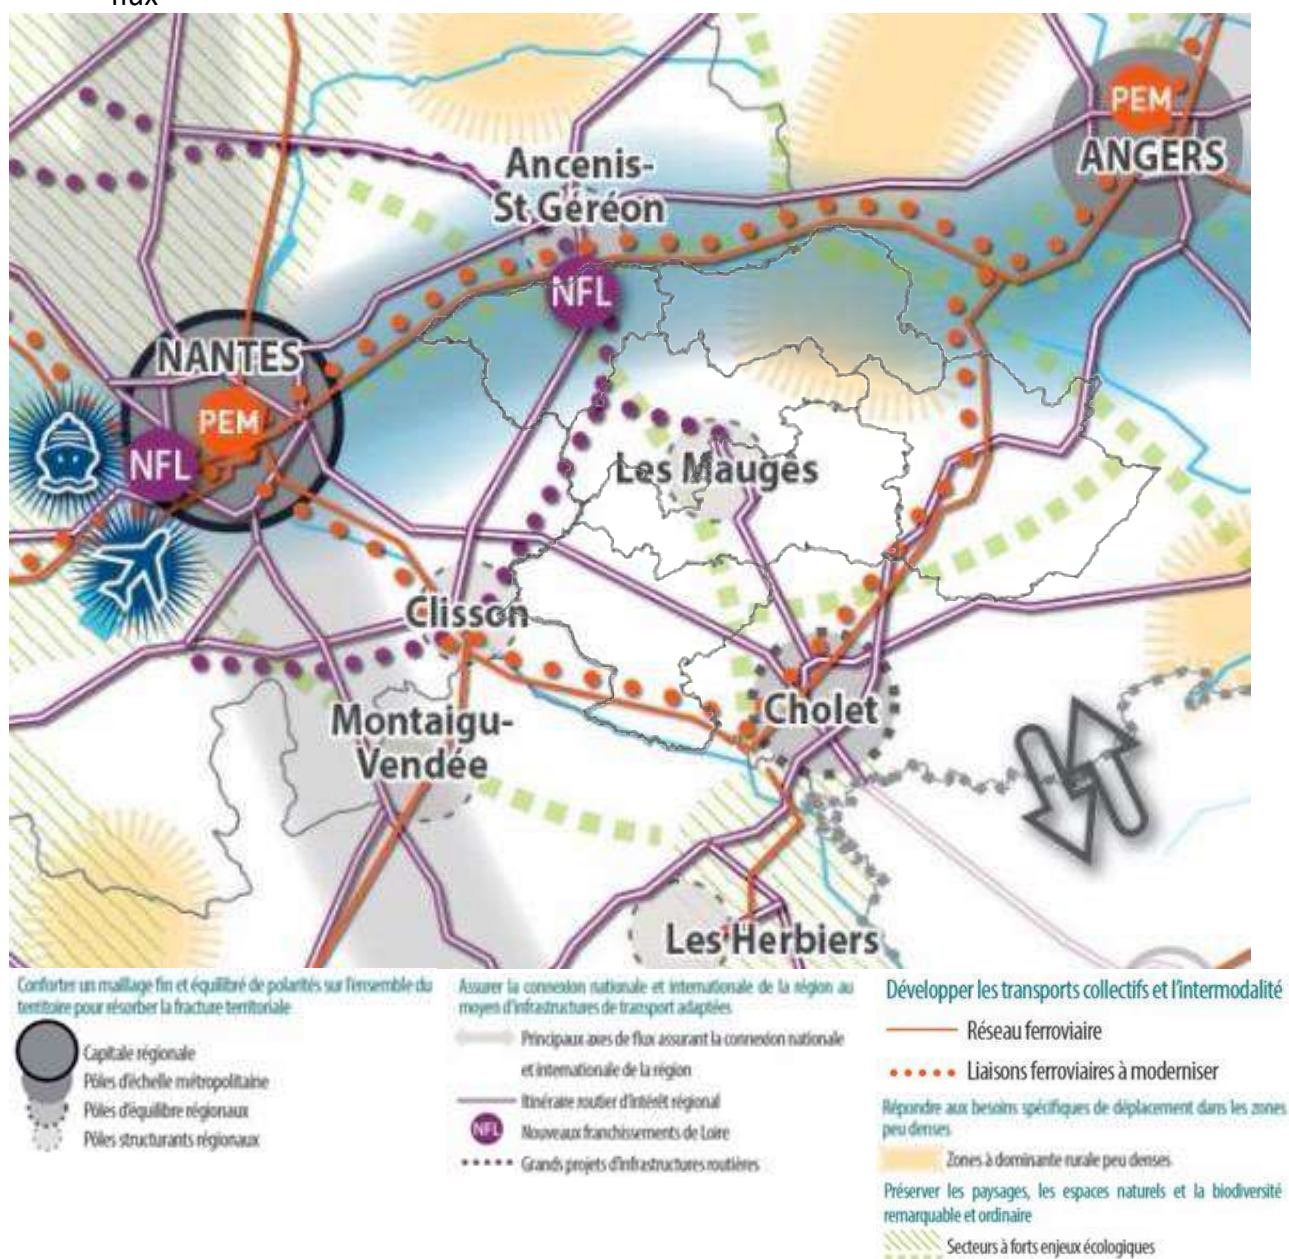 flux
PEM
ANGERS
Ancenis-
St Géréon
NFL
NANTES
PEM
NFL
Les Mauges
Clisson
Cholet
Montaigu-
Vendée
Les Herbiers
Conforter un maillage fin et équilibré de polarités sur l'ensemble du
territoire pour résorber la fracture territoriale
Capitale régionale
Pôles d'échelle métropolitaine
Pôles d'équilibre régionaux
Pôles structurants régionaux
Assurer la connexion nationale et internationale de la région au
moyen d'infrastructures de transport adaptées
Principaux axes de flux assurant la connexion nationale
et internationale de la région
Itinéraire routier d'intérêt régional
NFL Nouveaux franchissements de Loire
Grands projets d'infrastructures routières
Développer les transports collectifs et l'intermodalité
Réseau ferroviaire
Liaisons ferroviaires à moderniser
Répondre aux besoins spécifiques de déplacement dans les zones
peu denses
Zones à dominante rurale peu denses
Préserver les paysages, les espaces naturels et la biodiversité
remarquable et ordinaire
Secteurs à forts enjeux écologiques